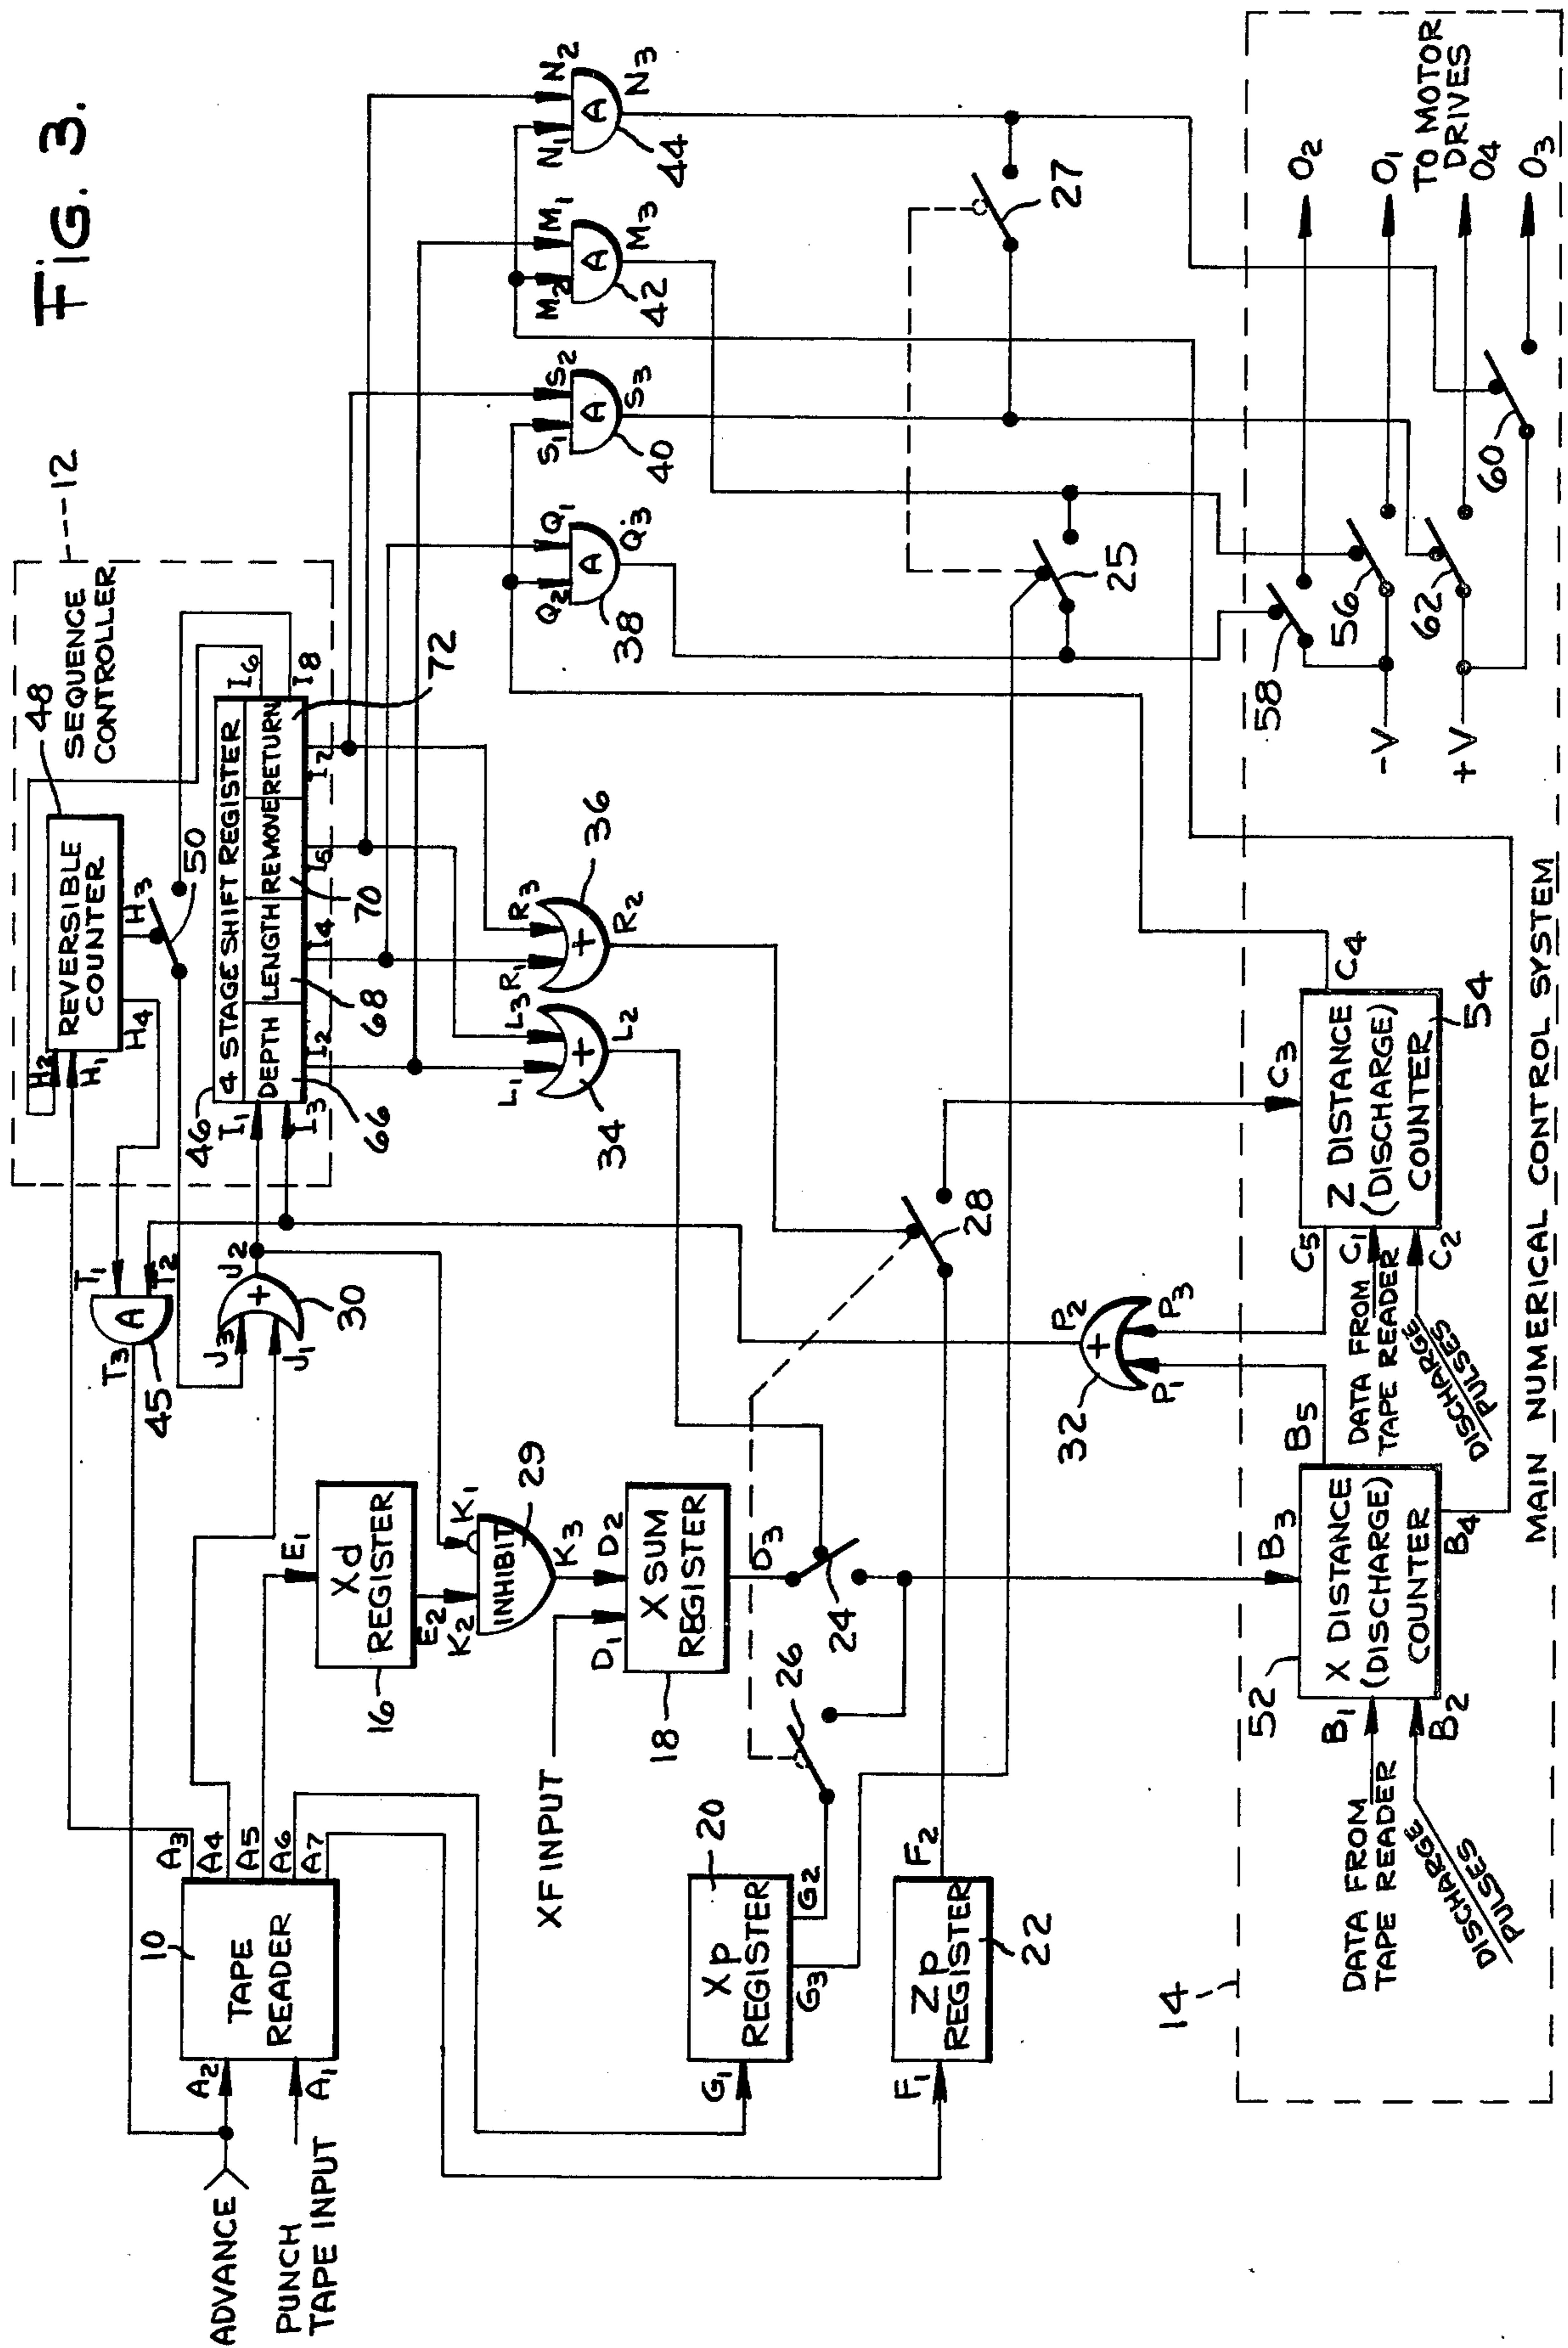 FIG. 3.
SEQUENCE
CONTROLLER
12
48
REVERSIBLE
COUNTER
H2
H1
H4
H3
50
I6
I8
46
4 STAGE SHIFT REGISTER
DEPTH
LENGTH
REMOVE
RETURN
I1
I3
66
I2
68
I4
70
I5
I7
72
T1
T2
A
T3
45
J2
J3
J1
+
30
ADVANCE
PUNCH
TAPE INPUT
A2
A1
10
TAPE
READER
A3
A4
A5
A6
A7
E1
Xd
REGISTER
16
E2
K2
K1
INHIBIT
29
K3
XF INPUT
D1
D2
X SUM
REGISTER
18
D3
24
26
28
L1
L3
+
L2
34
R1
R3
+
R2
36
Q2
Q1
A
Q3
38
S1
S2
A
S3
40
M2
M1
A
M3
42
N1
N2
A
N3
44
25
27
G1
Xp
REGISTER
20
G2
G3
F1
Zp
REGISTER
22
F2
32
+
P2
P1
P3
14
DATA FROM
TAPE READER
DISCHARGE
PULSES
B1
B2
52
X DISTANCE
(DISCHARGE)
COUNTER
B3
B4
B5
DATA FROM
TAPE READER
DISCHARGE
PULSES
C5
C1
C2
Z DISTANCE
(DISCHARGE)
COUNTER
C3
C4
54
-V
+V
58
56
62
60
O2
O1
TO MOTOR
DRIVES
O4
O3
MAIN NUMERICAL CONTROL SYSTEM